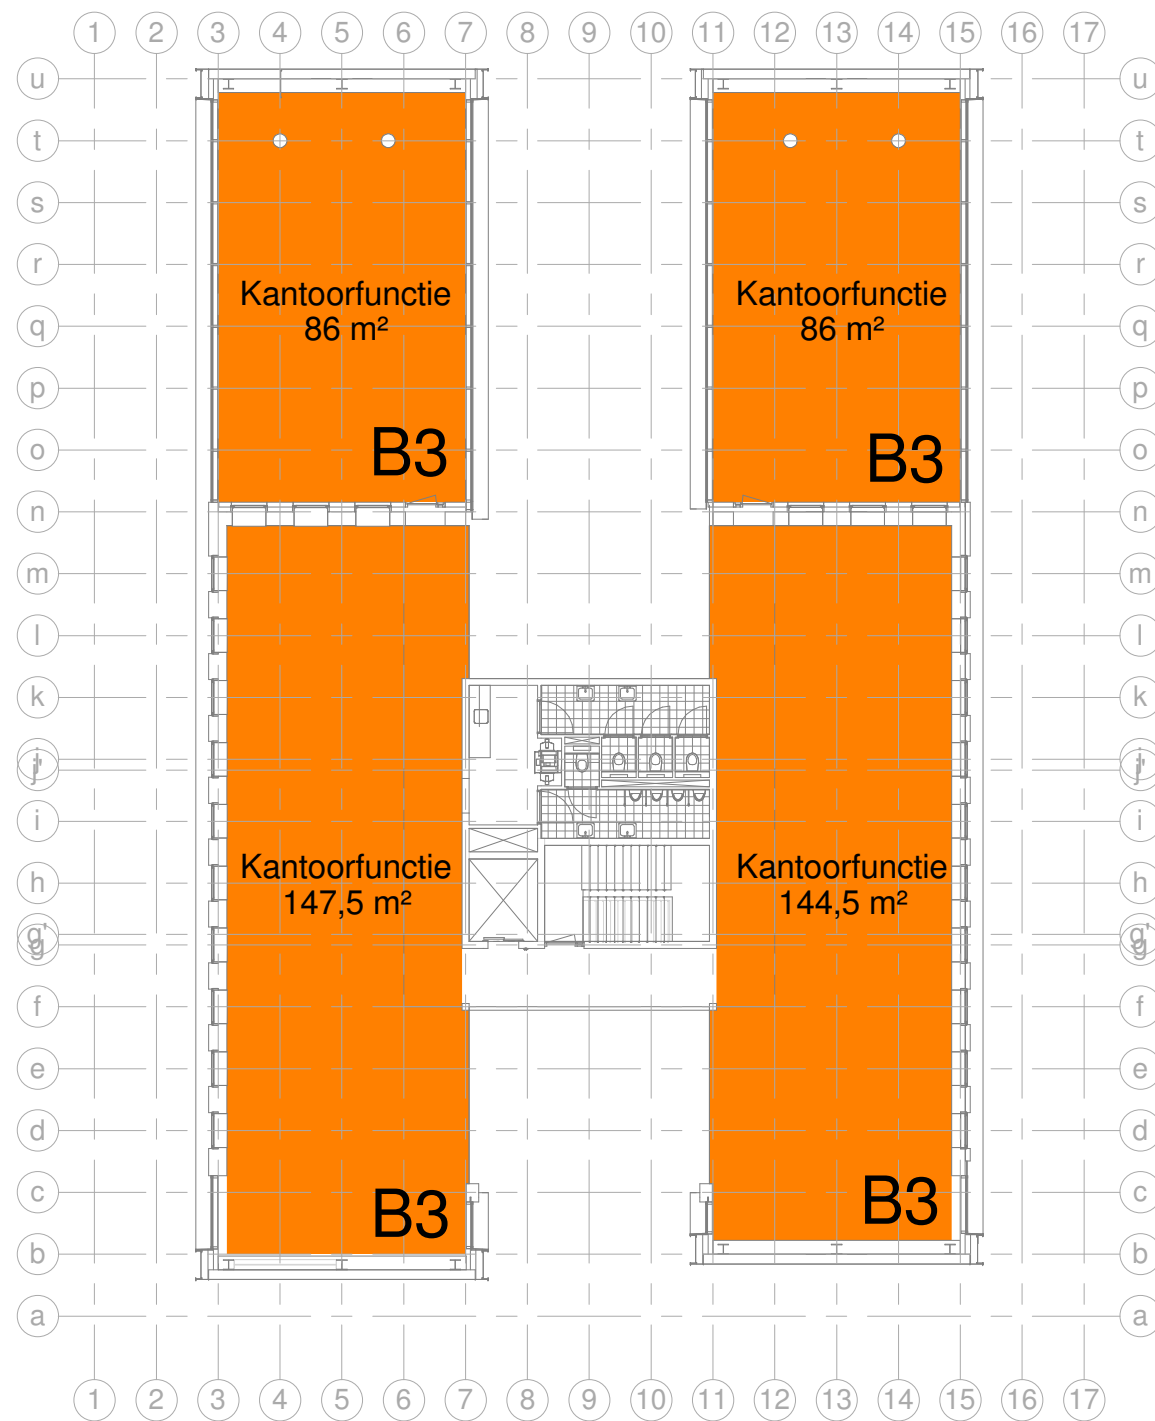 1 2 3 4 5 6 7 8 9 10 11 12 13 14 15 16 17
u u
t t
s s
r r
Kantoorfunctie Kantoorfunctie
86 m² 86 m²
q q
p p
B3 B3
o o
n n
m m
l l
k k
j j
j' j'
i i
Kantoorfunctie Kantoorfunctie
h h
147,5 m² 144,5 m²
g' g'
g g
f f
e e
d d
c c
B3 B3
b b
a a
1 2 3 4 5 6 7 8 9 10 11 12 13 14 15 16 17